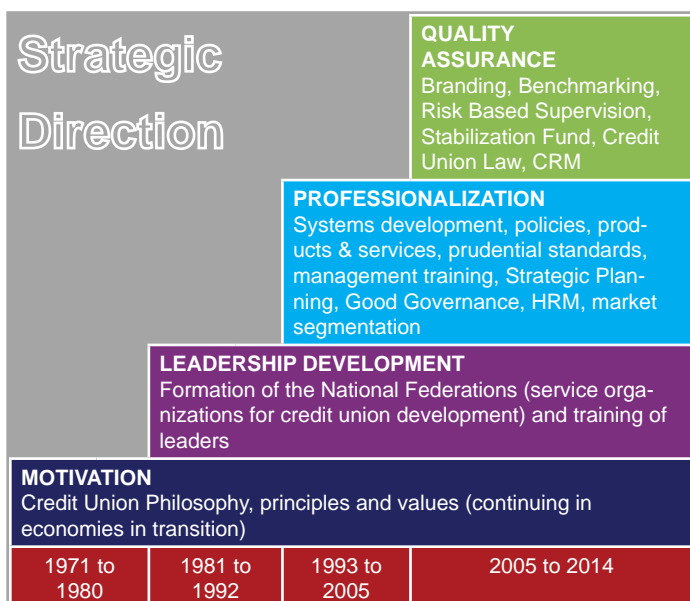 Strategic
Direction
QUALITY
ASSURANCE
Branding, Benchmarking,
Risk Based Supervision,
Stabilization Fund, Credit
Union Law, CRM
PROFESSIONALIZATION
Systems development, policies, prod-
ucts & services, prudential standards,
management training, Strategic Plan-
ning, Good Governance, HRM, market
segmentation
LEADERSHIP DEVELOPMENT
Formation of the National Federations (service orga-
nizations for credit union development) and training of
leaders
MOTIVATION
Credit Union Philosophy, principles and values (continuing in
economies in transition)
1971 to
1980
1981 to
1992
1993 to
2005
2005 to 2014